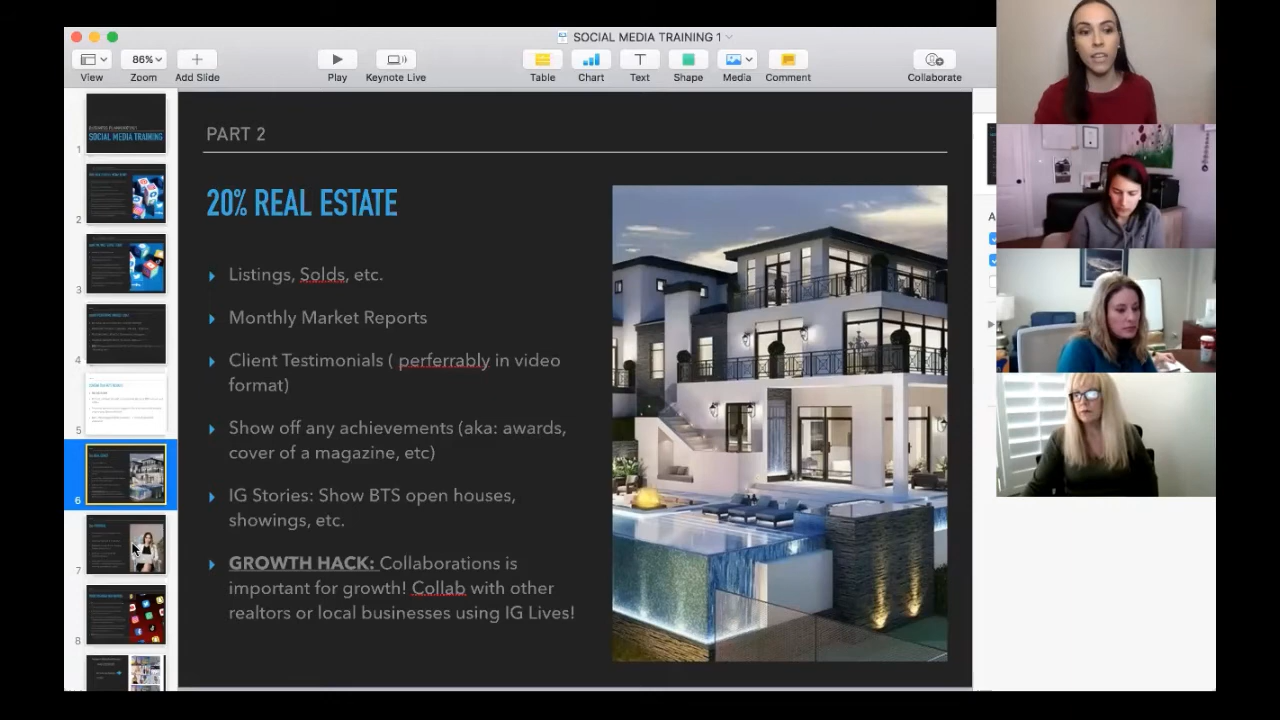 SOCIAL MEDIA TRAINING 1
86%
View
Zoom
Add Slide
Play
Keynote Live
Table
Chart
Text
Shape
Media
Comment
Collaborate
SOCIAL MEDIA TRAINING
1
2
3
4
5
6
7
8
PART 2
20% REAL ESTATE
Listings, Solds, etc.
Monthly Market Reports
Client Testimonials ( perferrably in video
format)
Show off any achievements (aka: awards,
cover of a magazine, etc)
IG Stories: Show BTS open houses,
showings, etc.
GROWTH HACK: Collaborations is
important for growth! Collab with other
realtors or local businesses using IG Lives!